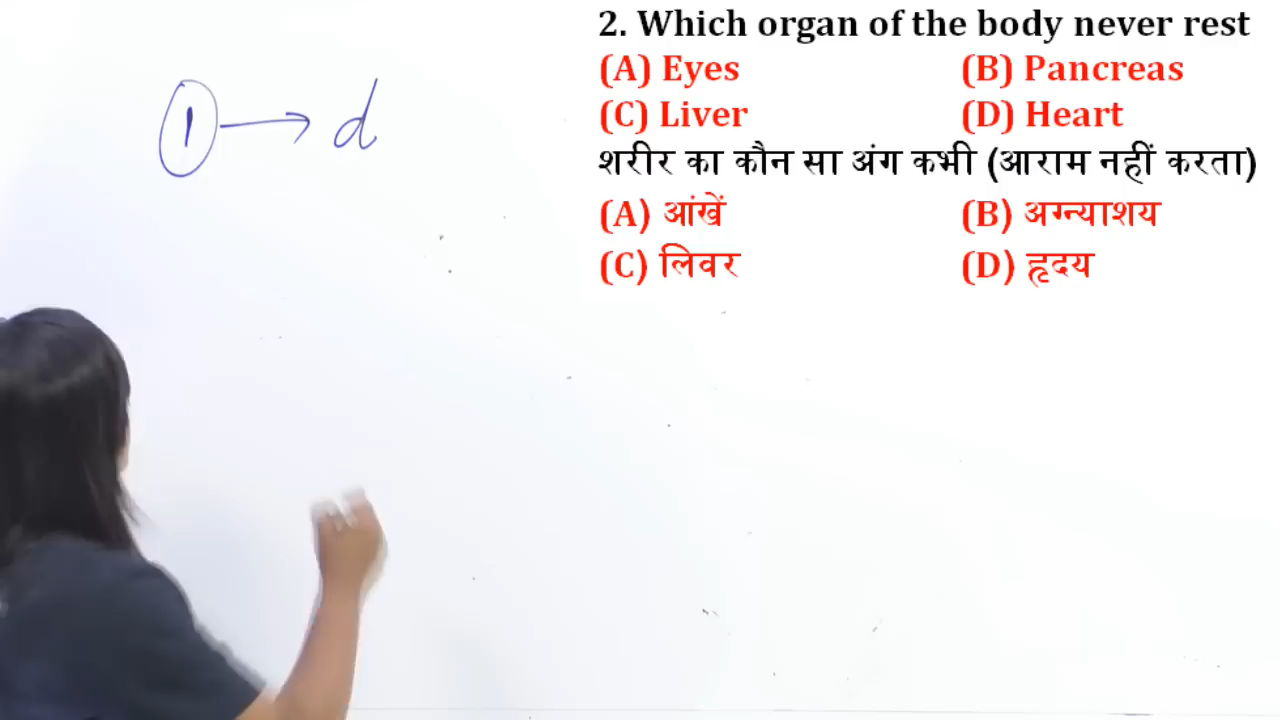 ① → d
2. Which organ of the body never rest
(A) Eyes (B) Pancreas
(C) Liver (D) Heart
शरीर का कौन सा अंग कभी (आराम नहीं करता)
(A) आंखें (B) अग्न्याशय
(C) लिवर (D) हृदय